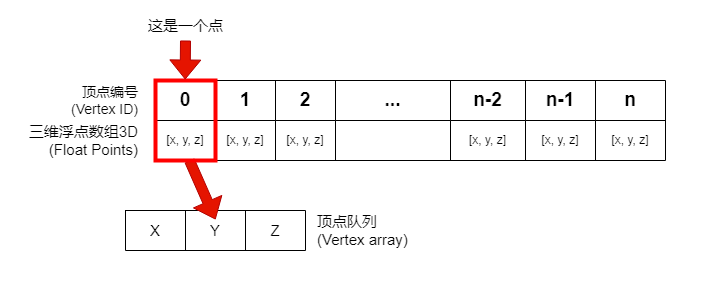 这是一个点
顶点编号
(Vertex ID)
0 1 2 ... n-2 n-1 n
三维浮点数组3D
(Float Points)
[x, y, z] [x, y, z] [x, y, z] [x, y, z] [x, y, z] [x, y, z]
X Y Z
顶点队列
(Vertex array)